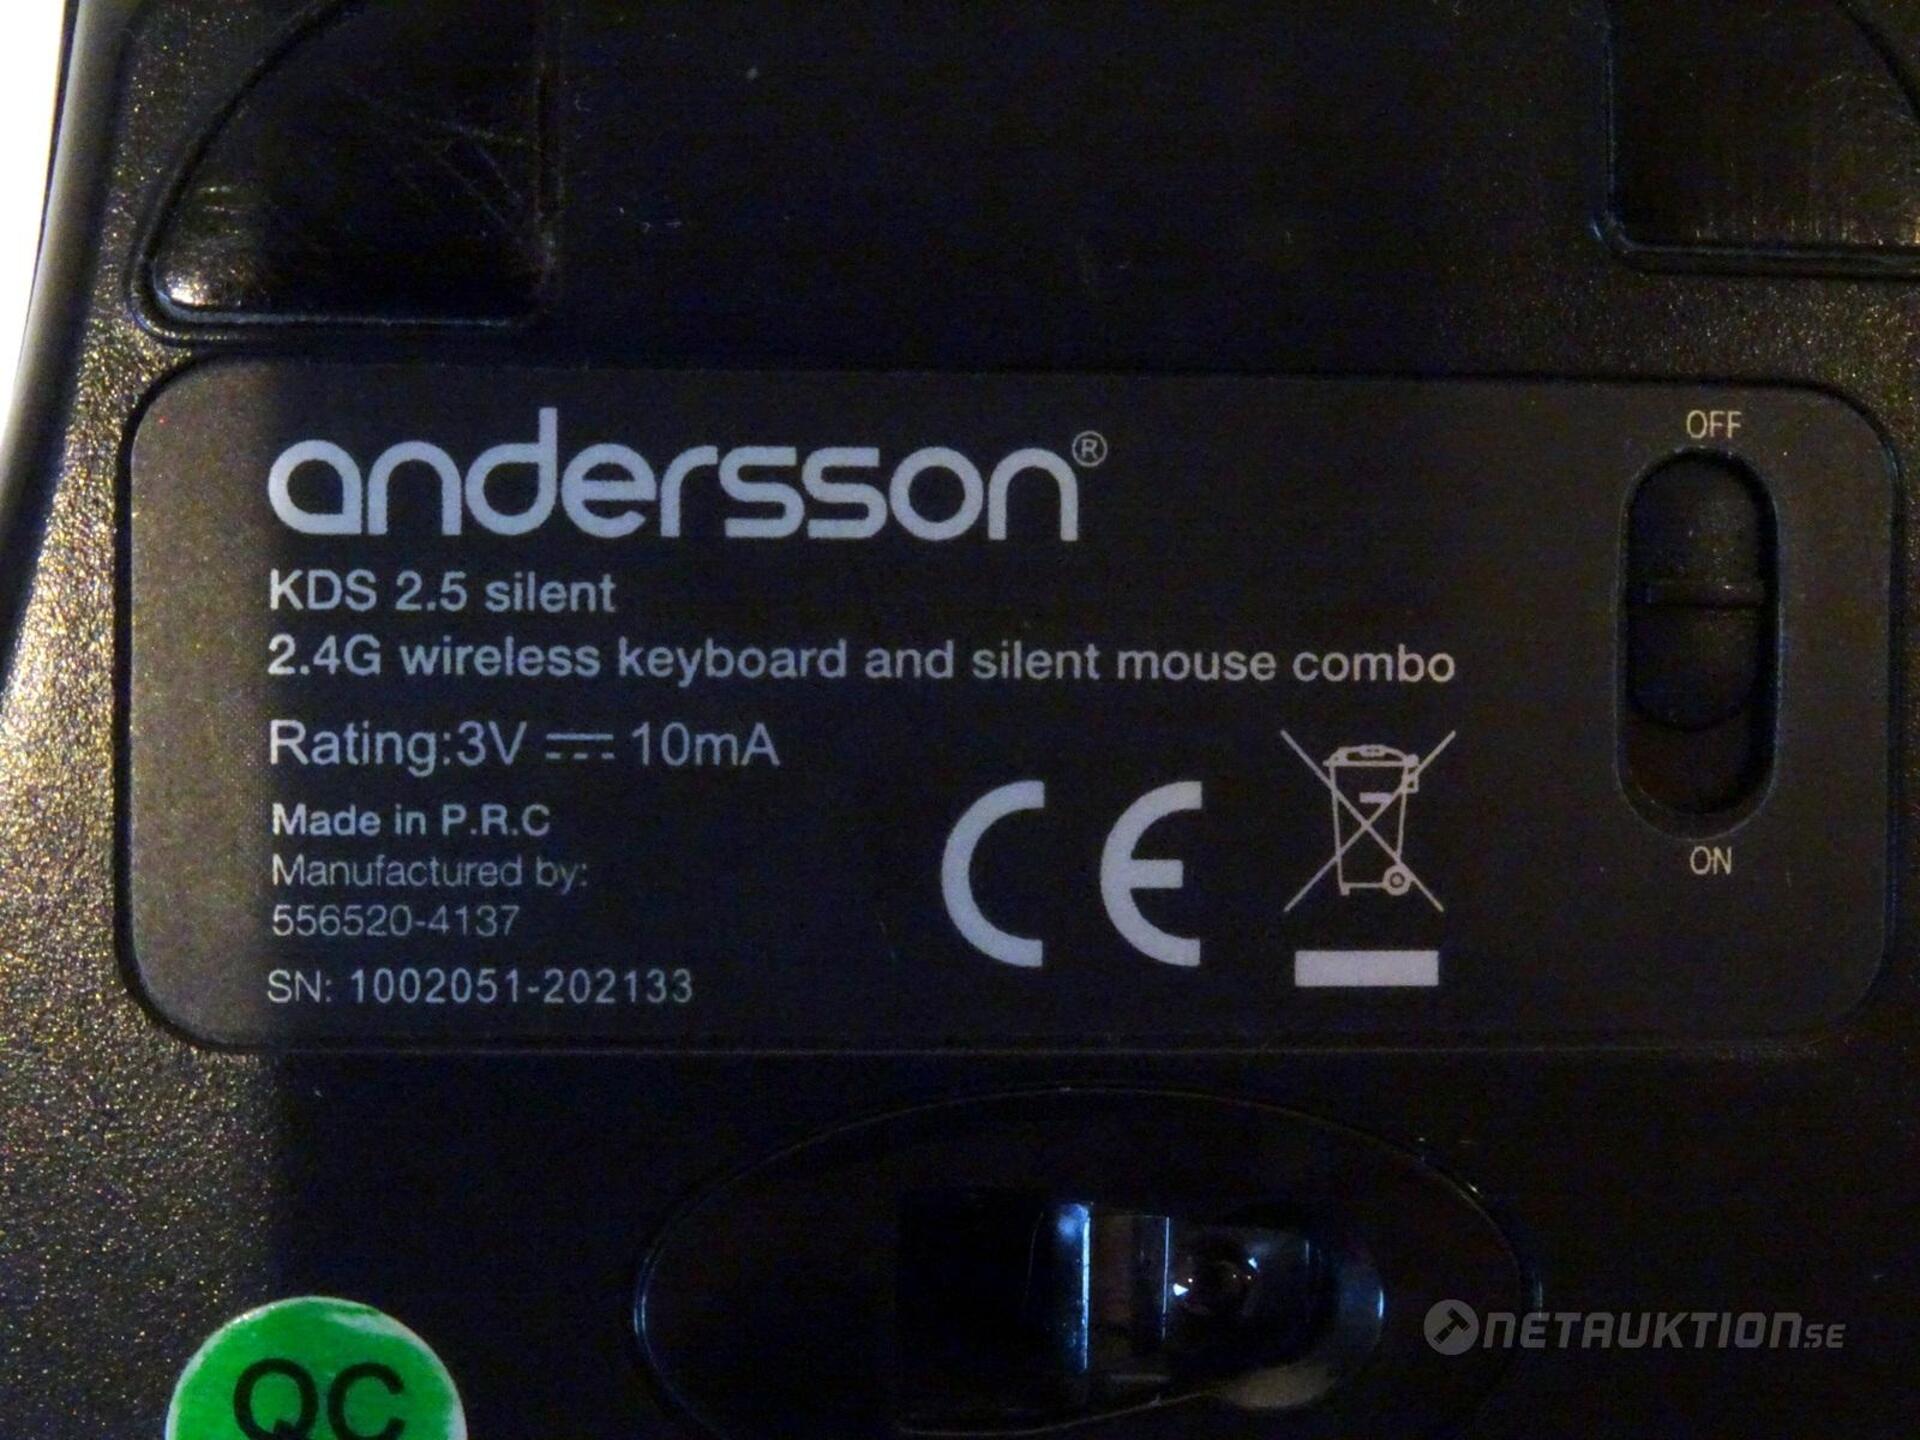 OFF
andersson®
KDS 2.5 silent
2.4G wireless keyboard and silent mouse combo
Rating:3V ⎓ 10mA
Made in P.R.C
Manufactured by:
556520-4137
SN: 1002051-202133
CE
ON
NETAUKTION.SE
QC